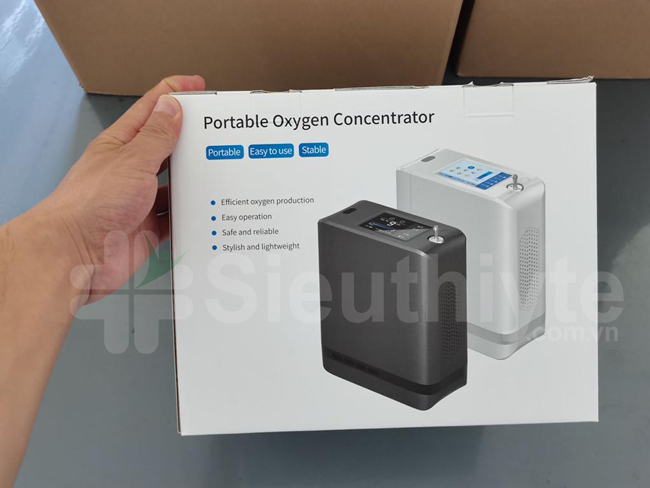 Portable Oxygen Concentrator
Portable Easy to use Stable
Efficient oxygen production
Easy operation
Safe and reliable
Stylish and lightweight
Sieuthiyte
.com.vn